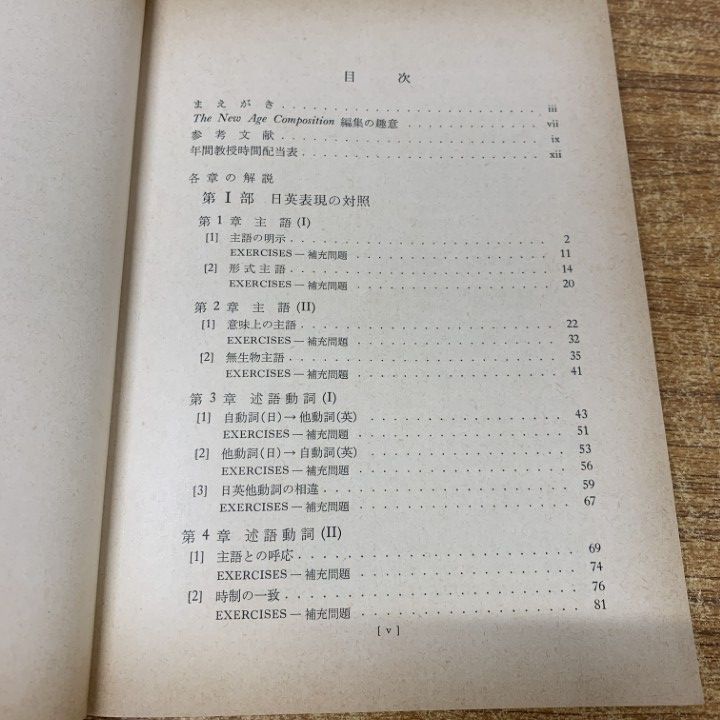 目 次
まえがき iii
The New Age Composition 編集の趣意 vii
参考文献 ix
年間教授時間配当表 xii
各章の解説
第 I 部 日英表現の対照
第1章 主語 (I)
[1] 主語の明示 2
EXERCISES — 補充問題 11
[2] 形式主語 14
EXERCISES — 補充問題 20
第2章 主語 (II)
[1] 意味上の主語 22
EXERCISES — 補充問題 32
[2] 無生物主語 35
EXERCISES — 補充問題 41
第3章 述語動詞 (I)
[1] 自動詞(日) → 他動詞(英) 43
EXERCISES — 補充問題 51
[2] 他動詞(日) → 自動詞(英) 53
EXERCISES — 補充問題 56
[3] 日英他動詞の相違 59
EXERCISES — 補充問題 67
第4章 述語動詞 (II)
[1] 主語との呼応 69
EXERCISES — 補充問題 74
[2] 時制の一致 76
EXERCISES — 補充問題 81
[ v ]